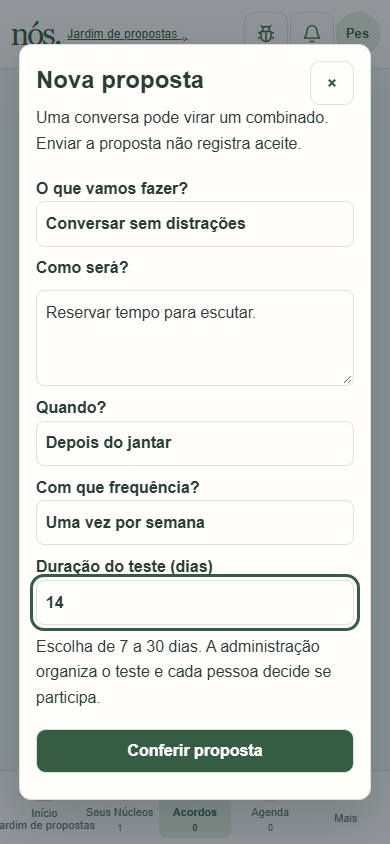 nós. Jardim de propostas
Pes
Nova proposta
×
Uma conversa pode virar um combinado.
Enviar a proposta não registra aceite.
O que vamos fazer?
Conversar sem distrações
Como será?
Reservar tempo para escutar.
Quando?
Depois do jantar
Com que frequência?
Uma vez por semana
Duração do teste (dias)
14
Escolha de 7 a 30 dias. A administração
organiza o teste e cada pessoa decide se
participa.
Conferir proposta
Início
ardim de propostas
Seus Núcleos
1
Acordos
0
Agenda
0
Mais